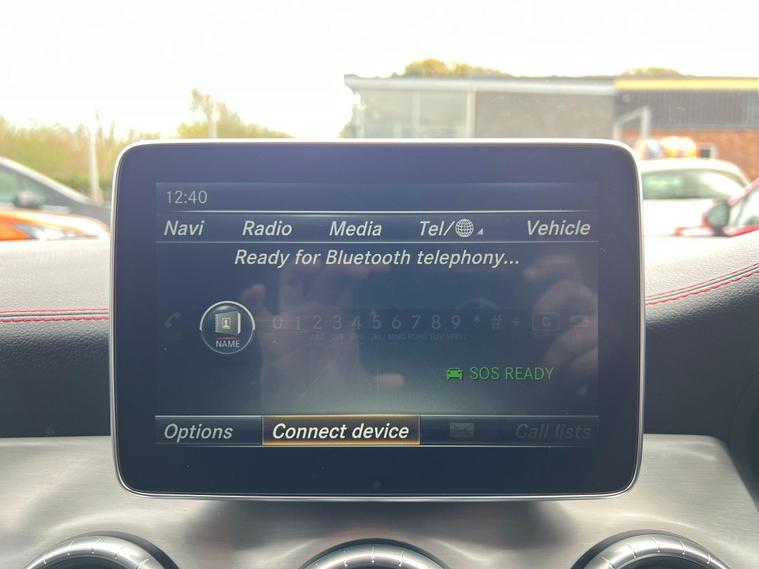 12:40
Navi Radio Media Tel/ Vehicle
Ready for Bluetooth telephony...
NAME 0 1 2 3 4 5 6 7 8 9 * # +
SOS READY
Options Connect device Call lists